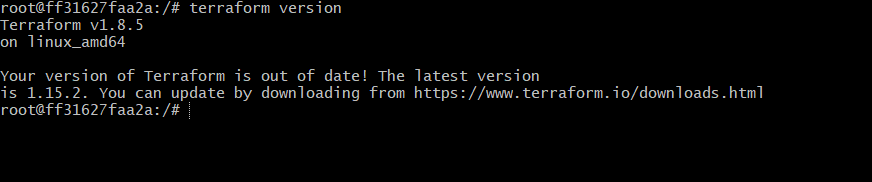 root@ff31627faa2a:/# terraform version
Terraform v1.8.5
on linux_amd64
Your version of Terraform is out of date! The latest version
is 1.15.2. You can update by downloading from https://www.terraform.io/downloads.html
root@ff31627faa2a:/#